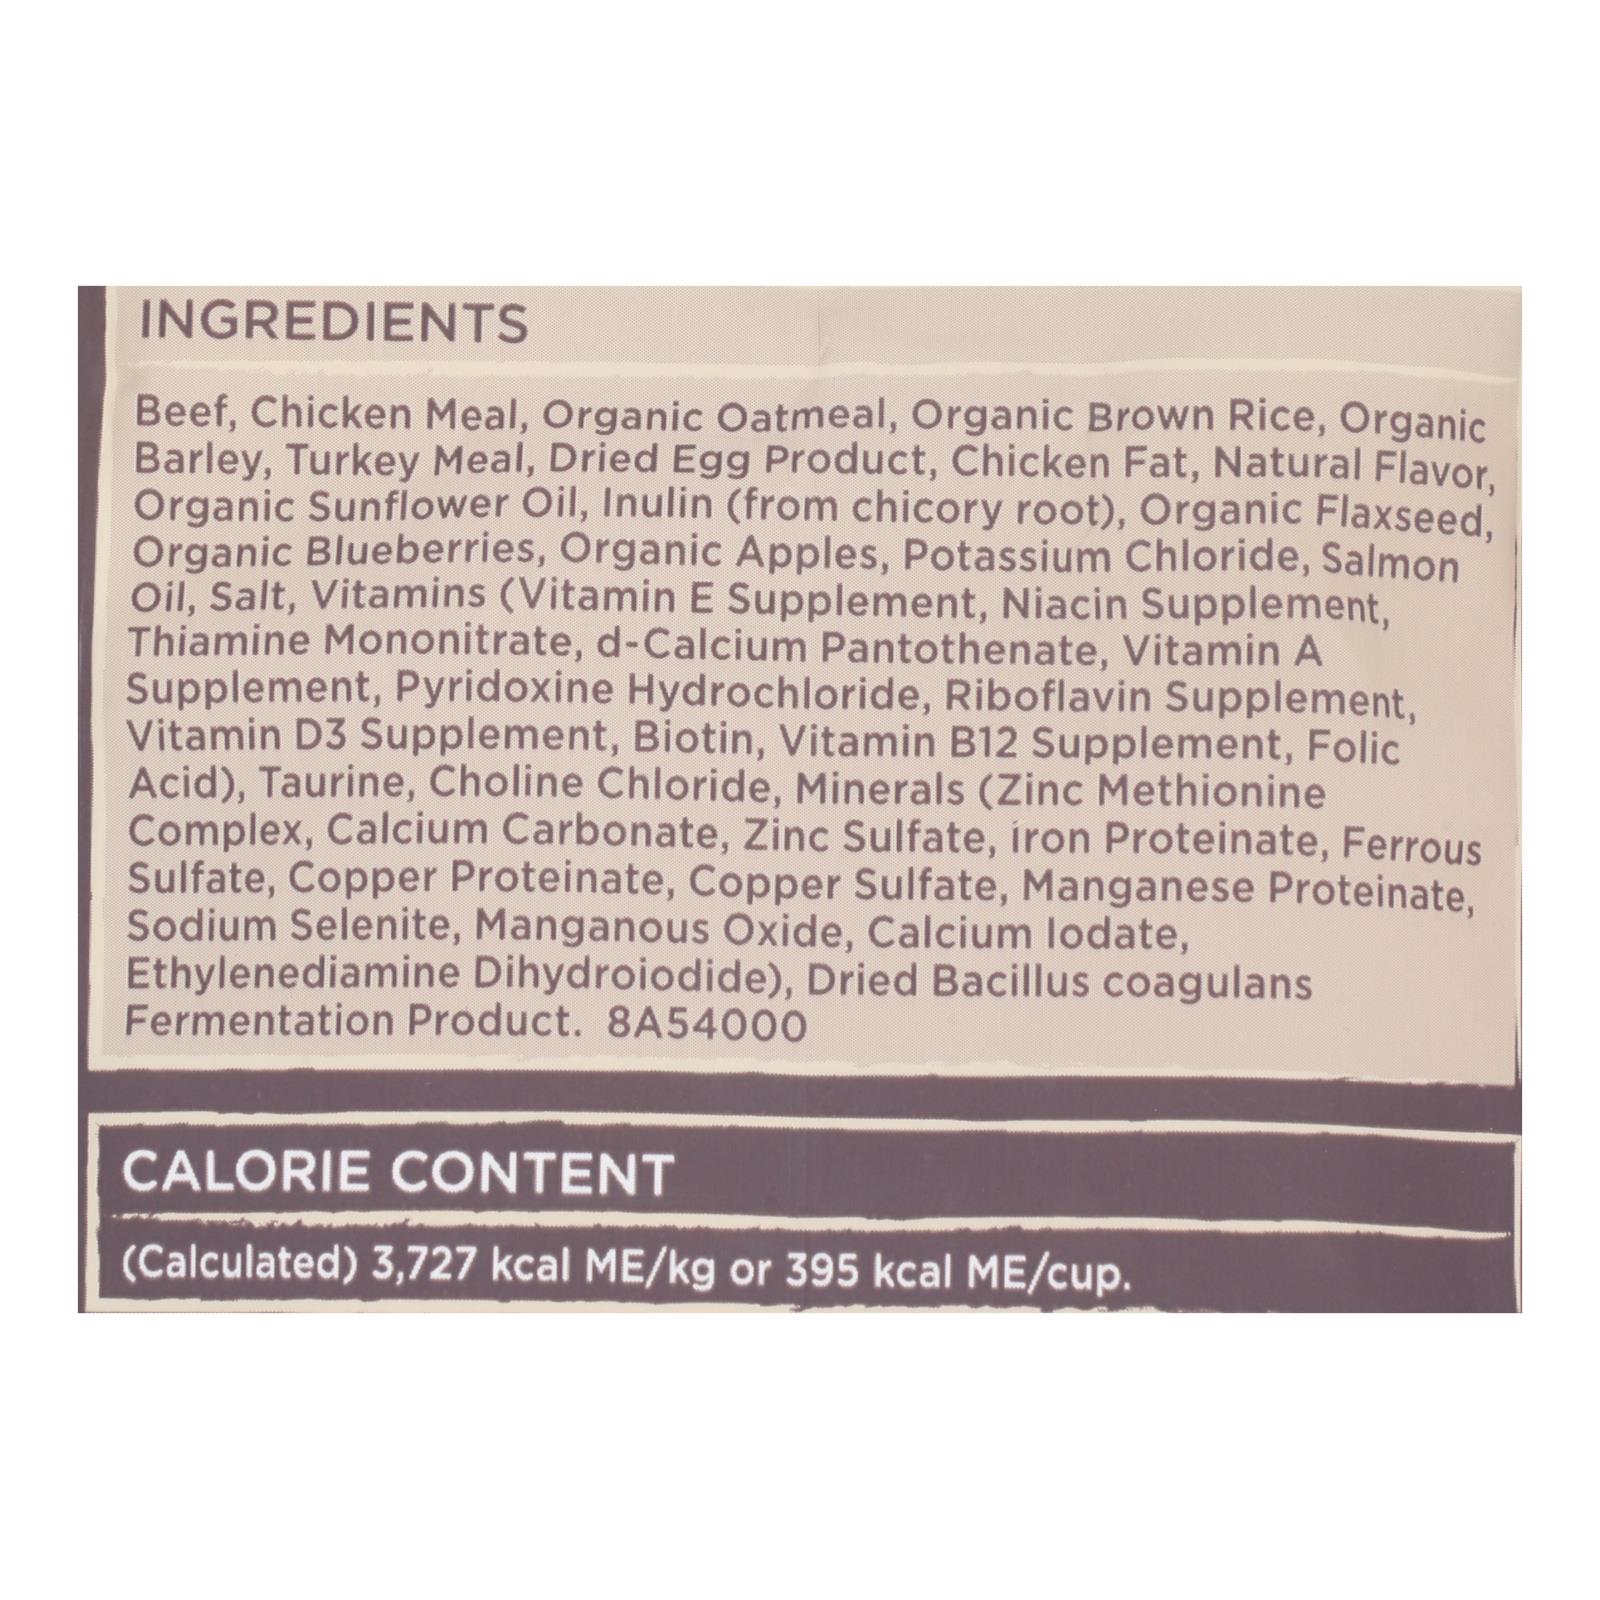 INGREDIENTS
Beef, Chicken Meal, Organic Oatmeal, Organic Brown Rice, Organic
Barley, Turkey Meal, Dried Egg Product, Chicken Fat, Natural Flavor,
Organic Sunflower Oil, Inulin (from chicory root), Organic Flaxseed,
Organic Blueberries, Organic Apples, Potassium Chloride, Salmon
Oil, Salt, Vitamins (Vitamin E Supplement, Niacin Supplement,
Thiamine Mononitrate, d-Calcium Pantothenate, Vitamin A
Supplement, Pyridoxine Hydrochloride, Riboflavin Supplement,
Vitamin D3 Supplement, Biotin, Vitamin B12 Supplement, Folic
Acid), Taurine, Choline Chloride, Minerals (Zinc Methionine
Complex, Calcium Carbonate, Zinc Sulfate, Iron Proteinate, Ferrous
Sulfate, Copper Proteinate, Copper Sulfate, Manganese Proteinate,
Sodium Selenite, Manganous Oxide, Calcium Iodate,
Ethylenediamine Dihydroiodide), Dried Bacillus coagulans
Fermentation Product. 8A54000
CALORIE CONTENT
(Calculated) 3,727 kcal ME/kg or 395 kcal ME/cup.